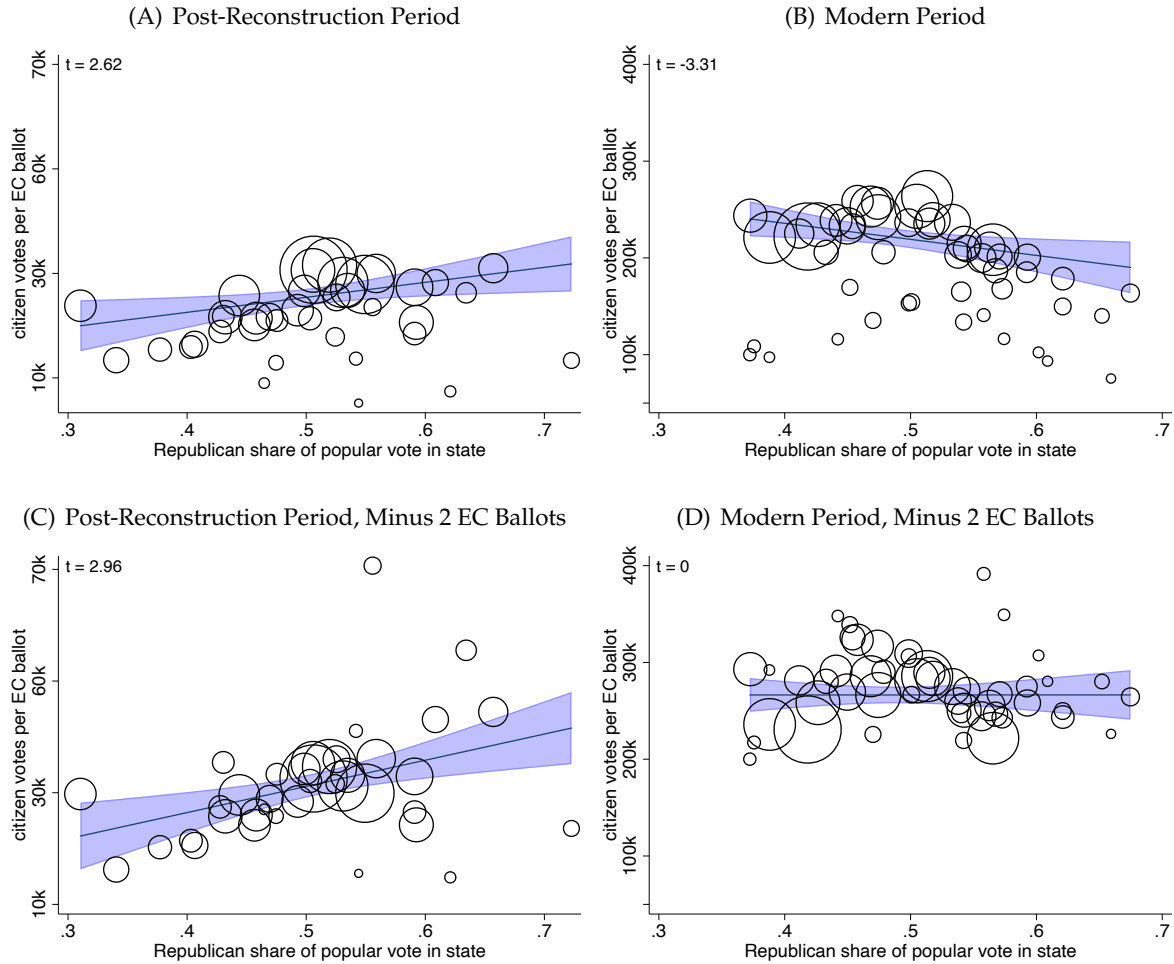 (A) Post-Reconstruction Period
t = 2.62
citizen votes per EC ballot
70k
60k
30k
10k
.3 .4 .5 .6 .7
Republican share of popular vote in state
(B) Modern Period
t = -3.31
citizen votes per EC ballot
400k
300k
200k
100k
.3 .4 .5 .6 .7
Republican share of popular vote in state
(C) Post-Reconstruction Period, Minus 2 EC Ballots
t = 2.96
citizen votes per EC ballot
70k
60k
30k
10k
.3 .4 .5 .6 .7
Republican share of popular vote in state
(D) Modern Period, Minus 2 EC Ballots
t = 0
citizen votes per EC ballot
400k
300k
200k
100k
.3 .4 .5 .6 .7
Republican share of popular vote in state